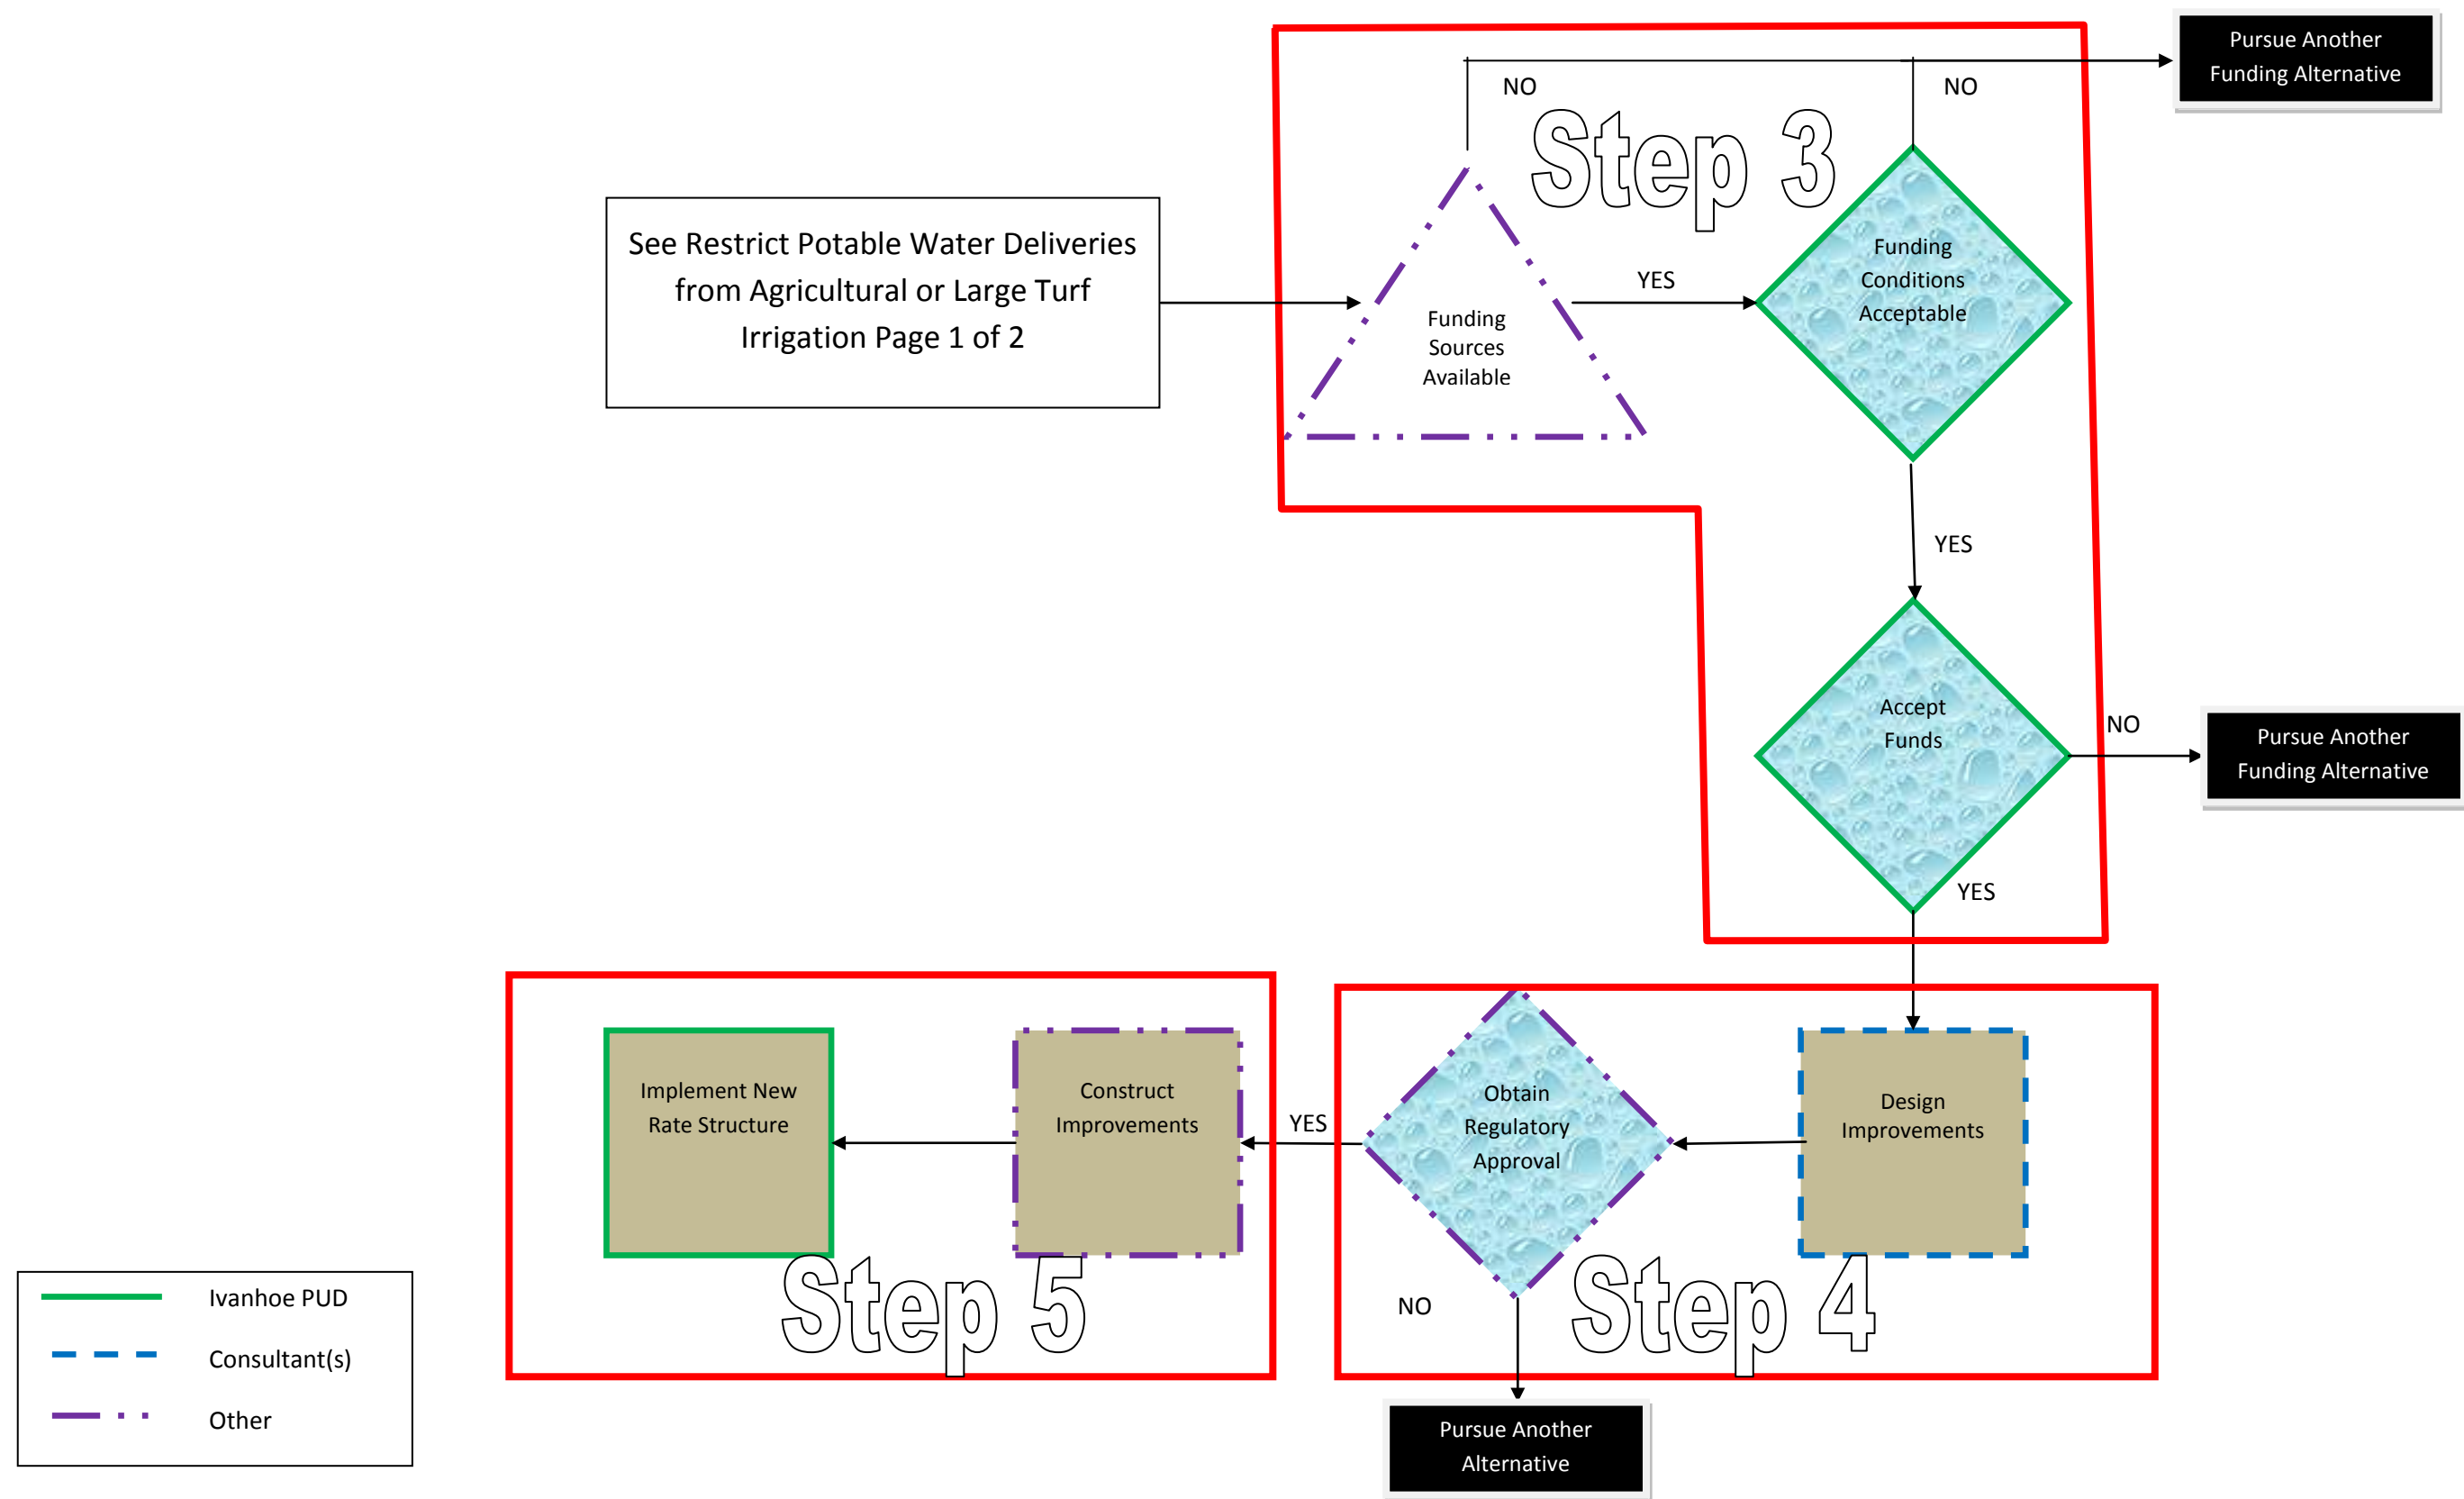 Pursue Another
Funding Alternative
NO
NO
Step 3
See Restrict Potable Water Deliveries
from Agricultural or Large Turf
Irrigation Page 1 of 2
Funding
Sources
Available
YES
Funding
Conditions
Acceptable
YES
Accept
Funds
NO
Pursue Another
Funding Alternative
YES
Design
Improvements
Obtain
Regulatory
Approval
YES
Construct
Improvements
Implement New
Rate Structure
Step 5
NO
Step 4
Pursue Another
Alternative
Ivanhoe PUD
Consultant(s)
Other